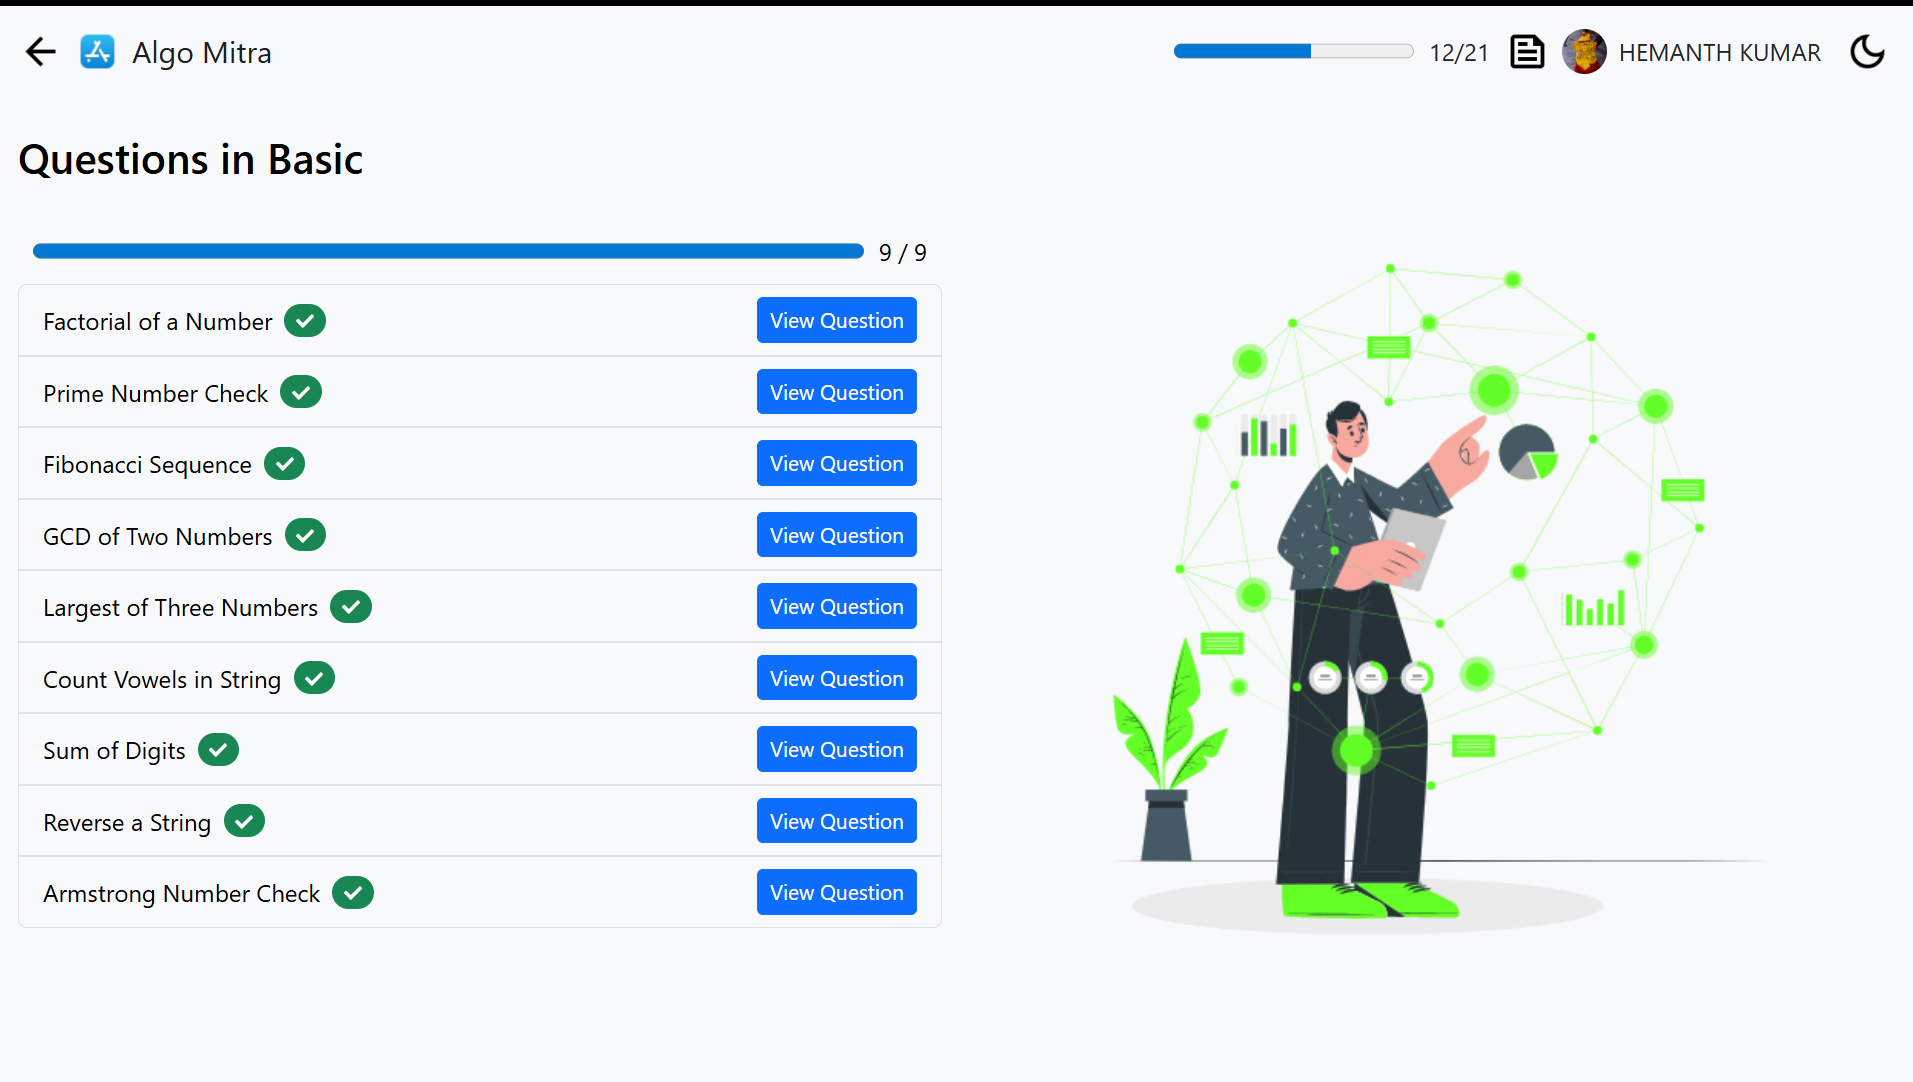 Algo Mitra
12/21
HEMANTH KUMAR
Questions in Basic
9 / 9
Factorial of a Number
View Question
Prime Number Check
View Question
Fibonacci Sequence
View Question
GCD of Two Numbers
View Question
Largest of Three Numbers
View Question
Count Vowels in String
View Question
Sum of Digits
View Question
Reverse a String
View Question
Armstrong Number Check
View Question